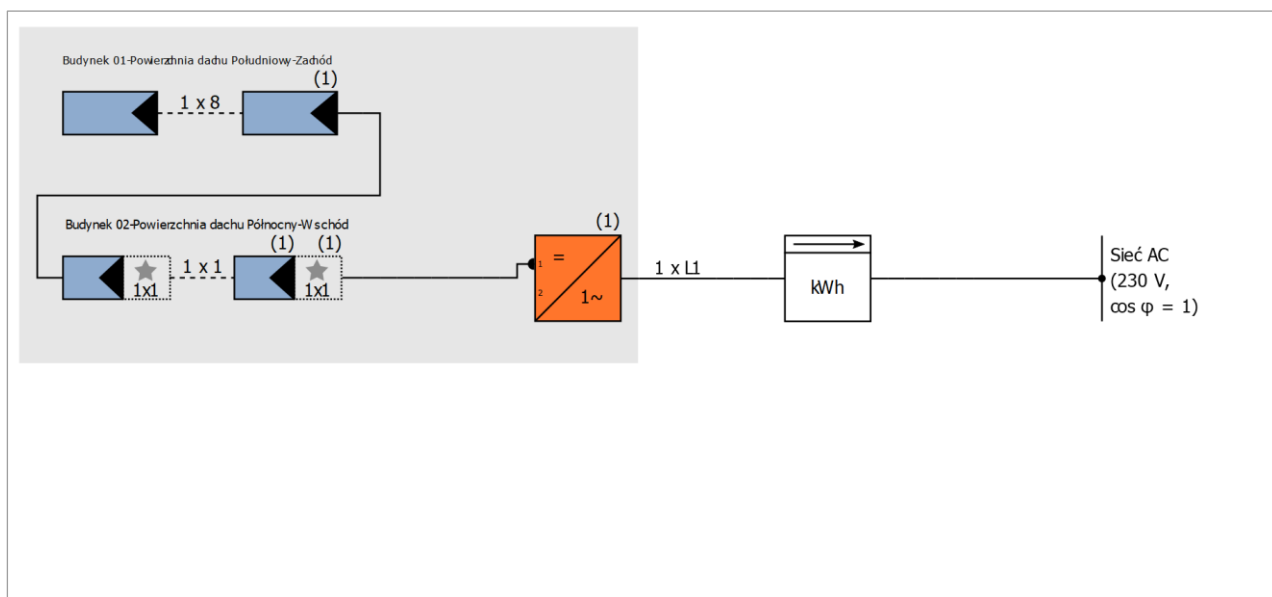 Budynek 01-Powierzchnia dachu Południowy-Zachód
(1)
1 x 8
Budynek 02-Powierzchnia dachu Północny-Wschód
(1) (1) (1)
1x1 1 x 1 1x1
1 = 2 1~
1 x L1
kWh
Sieć AC
(230 V,
cos φ = 1)